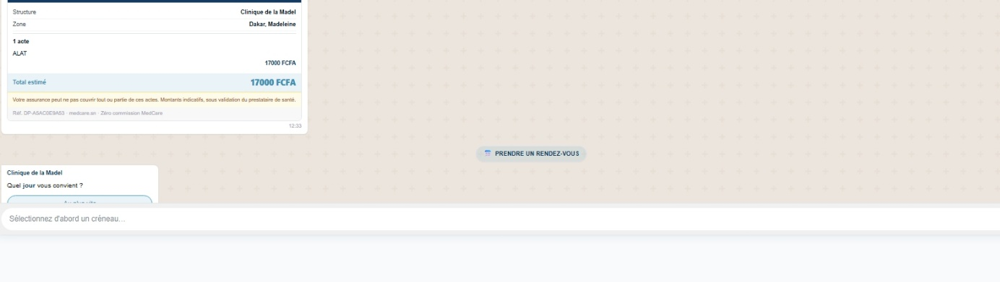 Structure Clinique de la Madel
Zone Dakar, Madeleine
1 acte
ALAT
17000 FCFA
Total estimé 17000 FCFA
Votre assurance peut ne pas couvrir tout ou partie de ces actes. Montants indicatifs, sous validation du prestataire de santé.
Réf. DP-A5AC0E9A63 · medcare.sn · Zéro commission MedCare
12:33
PRENDRE UN RENDEZ-VOUS
Clinique de la Madel
Quel jour vous convient ?
Au plus vite
Sélectionnez d'abord un créneau...